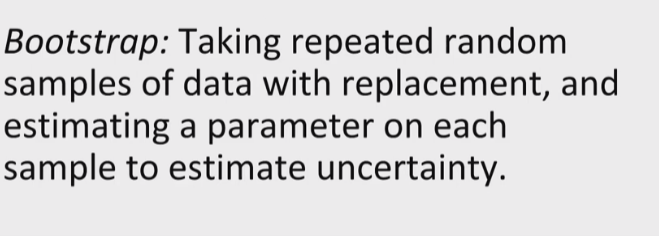 Bootstrap: Taking repeated random
samples of data with replacement, and
estimating a parameter on each
sample to estimate uncertainty.